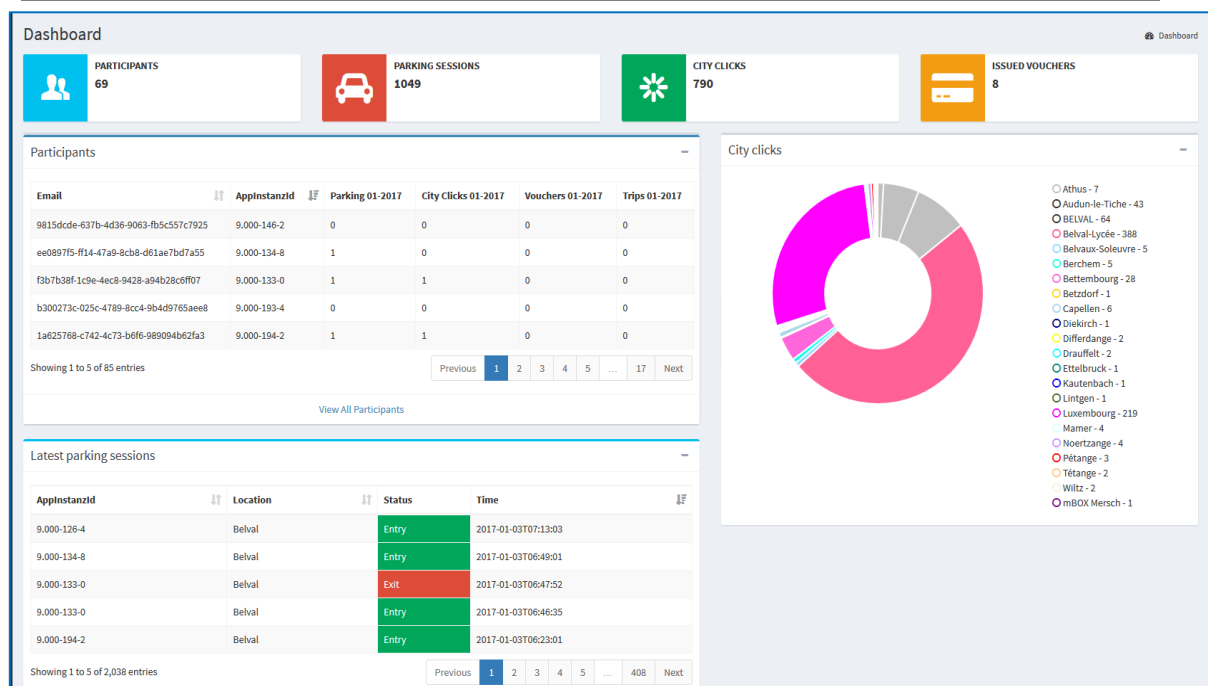 Dashboard
Dashboard
PARTICIPANTS
69
PARKING SESSIONS
1049
CITY CLICKS
790
ISSUED VOUCHERS
8
Participants
Email AppInstanzId Parking 01-2017 City Clicks 01-2017 Vouchers 01-2017 Trips 01-2017
9815dcde-637b-4d36-9063-fb5c557c7925 9.000-146-2 0 0 0 0
ee0897f5-ff14-47a9-8cb8-d61ae7bd7a55 9.000-134-8 1 0 0 0
f3b7b38f-1c9e-4ec8-9428-a94b28c6ff07 9.000-133-0 1 1 0 0
b300273c-025c-4789-8cc4-9b4d9765aee8 9.000-193-4 0 0 0 0
1a625768-c742-4c73-b6f6-989094b62fa3 9.000-194-2 1 1 0 0
Showing 1 to 5 of 85 entries
Previous 1 2 3 4 5 ... 17 Next
View All Participants
Latest parking sessions
AppInstanzId Location Status Time
9.000-126-4 Belval Entry 2017-01-03T07:13:03
9.000-134-8 Belval Entry 2017-01-03T06:49:01
9.000-133-0 Belval Exit 2017-01-03T06:47:52
9.000-133-0 Belval Entry 2017-01-03T06:46:35
9.000-194-2 Belval Entry 2017-01-03T06:23:01
Showing 1 to 5 of 2,038 entries
Previous 1 2 3 4 5 ... 408 Next
City clicks
Athus - 7
Audun-le-Tiche - 43
BELVAL - 64
Belval-Lycée - 388
Belvaux-Soleuvre - 5
Berchem - 5
Bettembourg - 28
Betzdorf - 1
Capellen - 6
Diekirch - 1
Differdange - 2
Drauffelt - 2
Ettelbruck - 1
Kautenbach - 1
Lintgen - 1
Luxembourg - 219
Mamer - 4
Noertzange - 4
Pétange - 3
Tétange - 2
Wiltz - 2
mBOX Mersch - 1